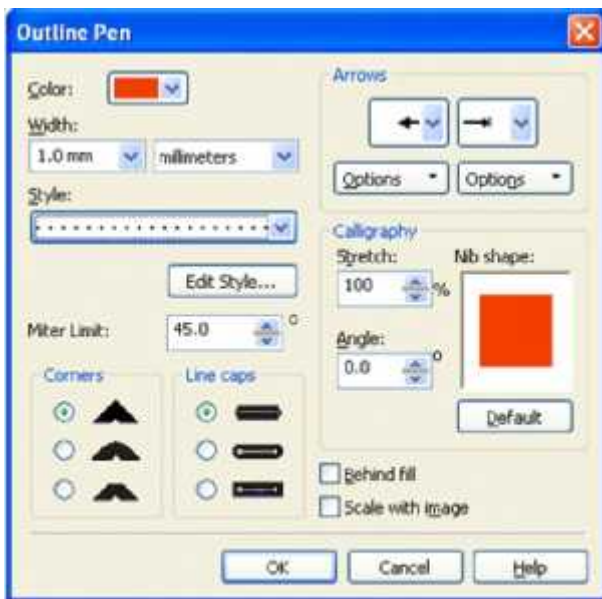 Outline Pen
Color:
Width:
1.0 mm
millimeters
Style:
Edit Style...
Miter Limit:
45.0
°
Corners
Line caps
Arrows
Options
Options
Calligraphy
Stretch:
100
%
Angle:
0.0
°
Nib shape:
Default
Behind fill
Scale with image
OK
Cancel
Help